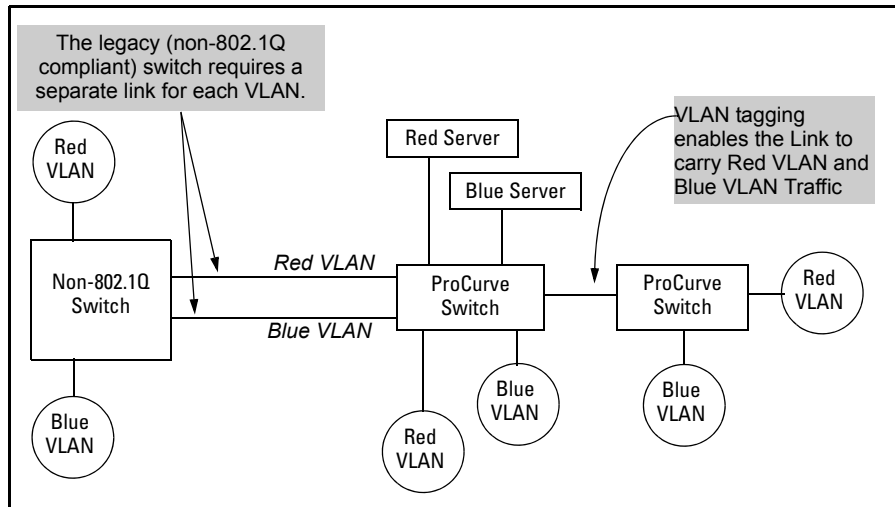 The legacy (non-802.1Q
compliant) switch requires a
separate link for each VLAN.
Red
VLAN
Red Server
Blue Server
VLAN tagging
enables the Link to
carry Red VLAN and
Blue VLAN Traffic
Non-802.1Q
Switch
Red VLAN
Blue VLAN
ProCurve
Switch
ProCurve
Switch
Red
VLAN
Blue
VLAN
Red
VLAN
Blue
VLAN
Blue
VLAN